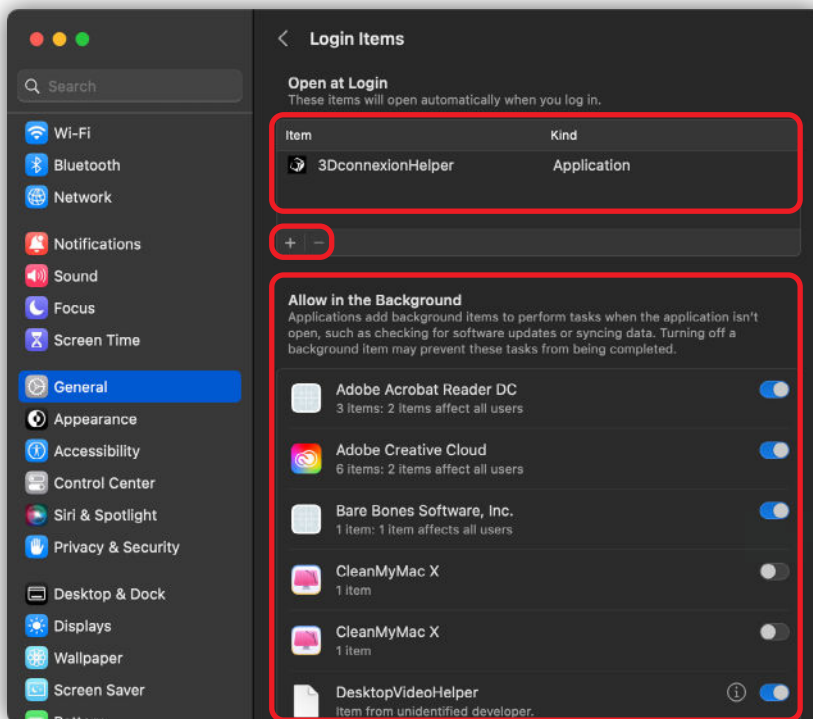 Login Items
Search
Wi-Fi
Bluetooth
Network
Notifications
Sound
Focus
Screen Time
General
Appearance
Accessibility
Control Center
Siri & Spotlight
Privacy & Security
Desktop & Dock
Displays
Wallpaper
Screen Saver
Open at Login
These items will open automatically when you log in.
Item Kind
3DconnexionHelper Application
+ −
Allow in the Background
Applications add background items to perform tasks when the application isn't
open, such as checking for software updates or syncing data. Turning off a
background item may prevent these tasks from being completed.
Adobe Acrobat Reader DC
3 items: 2 items affect all users
Adobe Creative Cloud
6 items: 2 items affect all users
Bare Bones Software, Inc.
1 item: 1 item affects all users
CleanMyMac X
1 item
CleanMyMac X
1 item
DesktopVideoHelper
Item from unidentified developer.